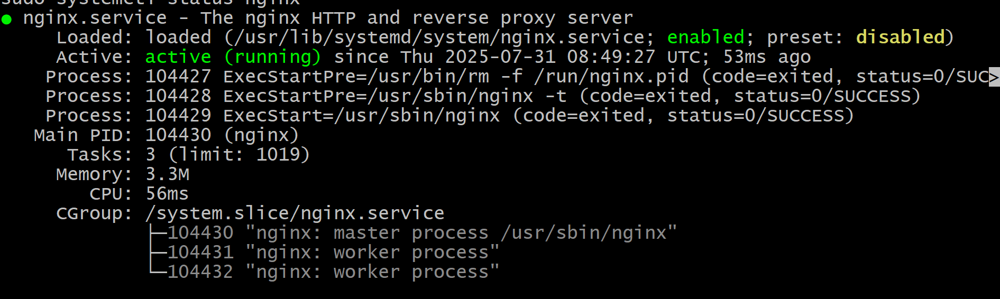 sudo systemctl status nginx
● nginx.service - The nginx HTTP and reverse proxy server
Loaded: loaded (/usr/lib/systemd/system/nginx.service; enabled; preset: disabled)
Active: active (running) since Thu 2025-07-31 08:49:27 UTC; 53ms ago
Process: 104427 ExecStartPre=/usr/bin/rm -f /run/nginx.pid (code=exited, status=0/SUC>
Process: 104428 ExecStartPre=/usr/sbin/nginx -t (code=exited, status=0/SUCCESS)
Process: 104429 ExecStart=/usr/sbin/nginx (code=exited, status=0/SUCCESS)
Main PID: 104430 (nginx)
Tasks: 3 (limit: 1019)
Memory: 3.3M
CPU: 56ms
CGroup: /system.slice/nginx.service
├─104430 "nginx: master process /usr/sbin/nginx"
├─104431 "nginx: worker process"
└─104432 "nginx: worker process"